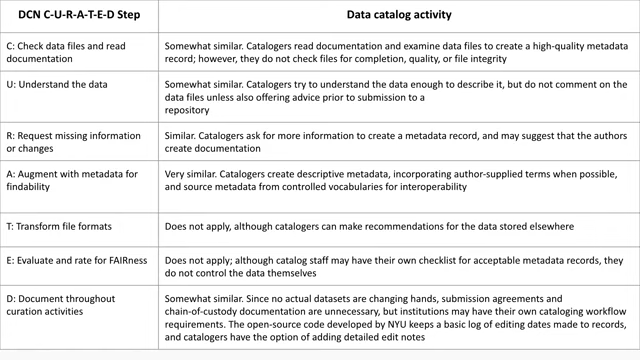 DCN C-U-R-A-T-E-D Step
Data catalog activity
C: Check data files and read
documentation
Somewhat similar. Catalogers read documentation and examine data files to create a high-quality metadata
record; however, they do not check files for completion, quality, or file integrity
U: Understand the data
Somewhat similar. Catalogers try to understand the data enough to describe it, but do not comment on the
data files unless also offering advice prior to submission to a
repository
R: Request missing information
or changes
Similar. Catalogers ask for more information to create a metadata record, and may suggest that the authors
create documentation
A: Augment with metadata for
findability
Very similar. Catalogers create descriptive metadata, incorporating author-supplied terms when possible,
and source metadata from controlled vocabularies for interoperability
T: Transform file formats
Does not apply, although catalogers can make recommendations for the data stored elsewhere
E: Evaluate and rate for FAIRness
Does not apply; although catalog staff may have their own checklist for acceptable metadata records, they
do not control the data themselves
D: Document throughout
curation activities
Somewhat similar. Since no actual datasets are changing hands, submission agreements and
chain-of-custody documentation are unnecessary, but institutions may have their own cataloging workflow
requirements. The open-source code developed by NYU keeps a basic log of editing dates made to records,
and catalogers have the option of adding detailed edit notes